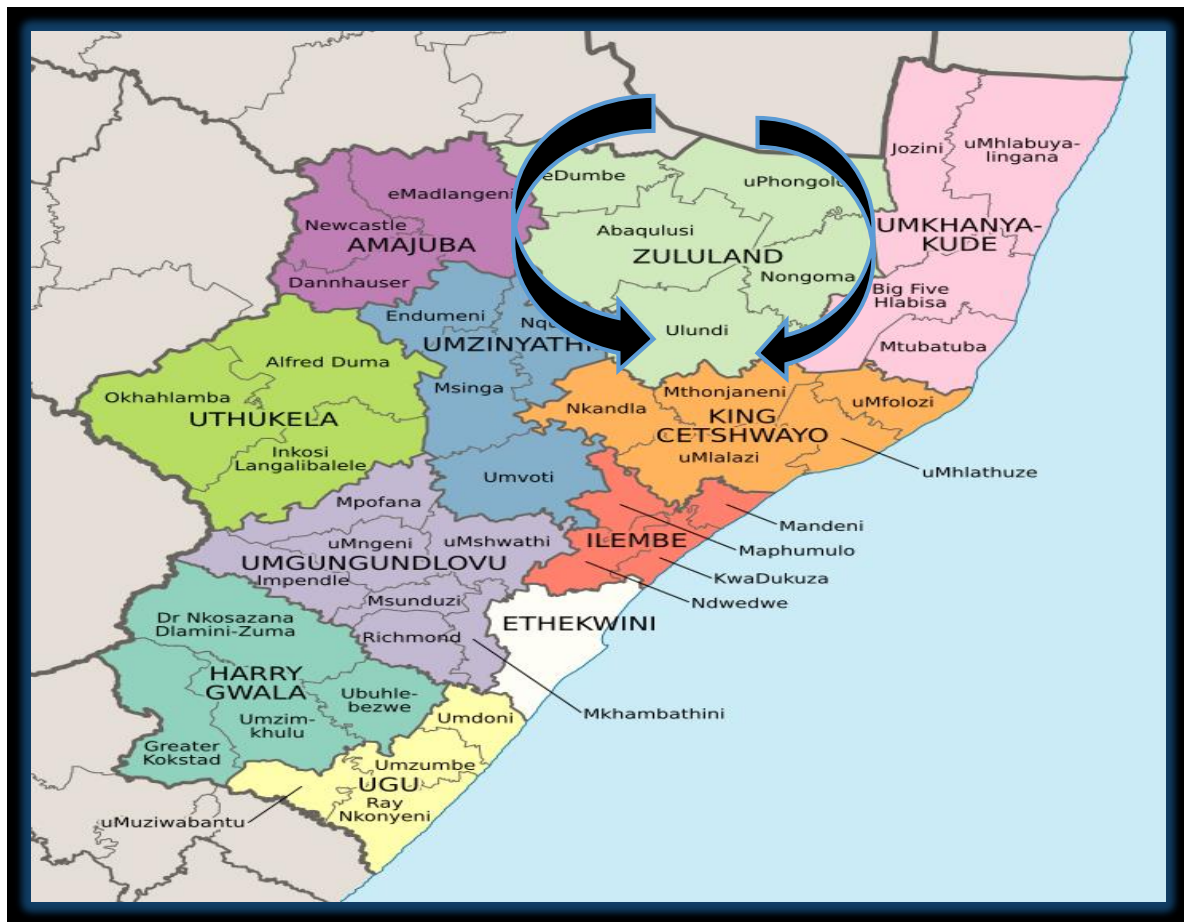 Jozini
uMhlabuya-
lingana
eDumbe
uPhongolo
eMadlangeni
Newcastle
AMAJUBA
Dannhauser
Abaqulusi
ZULULAND
Nongoma
UMKHANYA-
KUDE
Big Five
Hlabisa
Mtubatuba
Endumeni
Nqu
UMZINYATHI
Msinga
Umvoti
Ulundi
Alfred Duma
Okhahlamba
UTHUKELA
Inkosi
Langalibalele
Mthonjaneni
Nkandla
KING
CETSHWAYO
uMfolozi
uMlalazi
uMhlathuze
Mpofana
uMngeni
uMshwathi
UMGUNGUNDLOVU
Impendle
Msunduzi
Richmond
Mkhambathini
ILEMBE
Mandeni
Maphumulo
KwaDukuza
Ndwedwe
ETHEKWINI
Dr Nkosazana
Dlamini-Zuma
HARRY
GWALA
Ubuhle-
bezwe
Umzim-
khulu
Greater
Kokstad
Umdoni
Umzumbe
UGU
Ray
Nkonyeni
uMuziwabantu